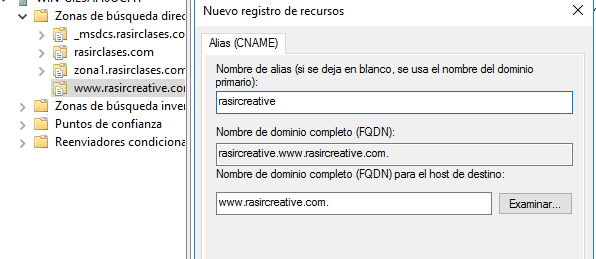 Zonas de búsqueda direc
_msdcs.rasirclases.co
rasirclases.com
zona1.rasirclases.com
www.rasircreative.co
Zonas de búsqueda inver
Puntos de confianza
Reenviadores condiciona
Nuevo registro de recursos
Alias (CNAME)
Nombre de alias (si se deja en blanco, se usa el nombre del dominio
primario):
rasircreative
Nombre de dominio completo (FQDN):
rasircreative.www.rasircreative.com.
Nombre de dominio completo (FQDN) para el host de destino:
www.rasircreative.com.
Examinar...